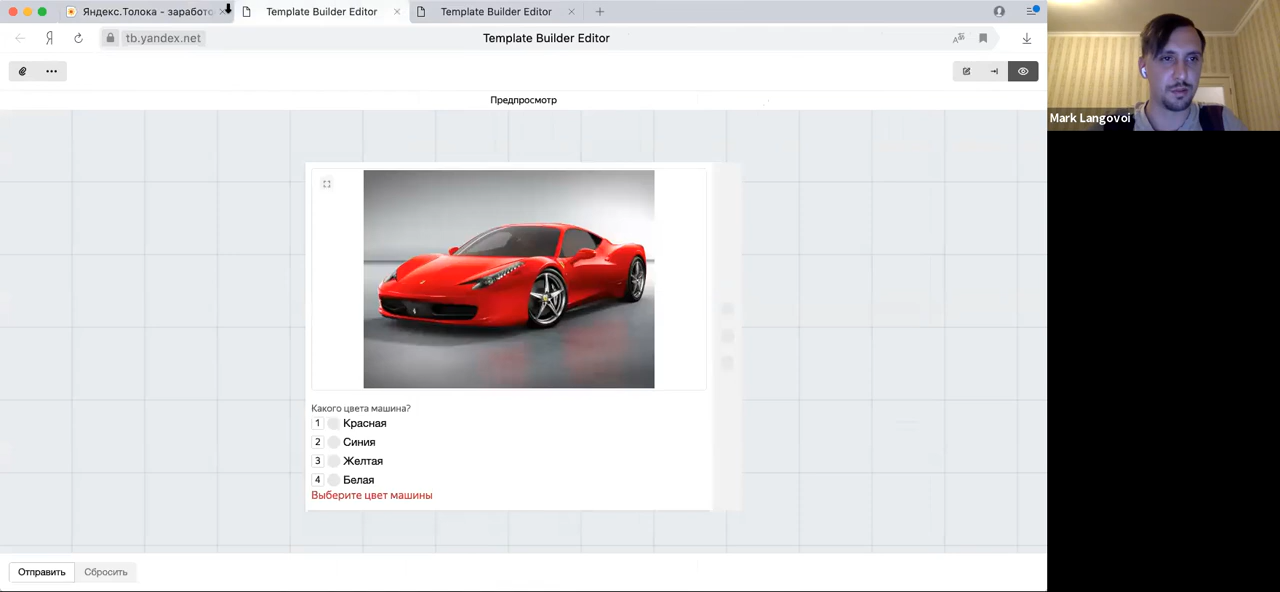 Яндекс.Толока - заработо
Template Builder Editor
Template Builder Editor
Я
tb.yandex.net
Template Builder Editor
Предпросмотр
Какого цвета машина?
1 Красная
2 Синия
3 Желтая
4 Белая
Выберите цвет машины
Отправить
Сбросить
Mark Langovoi